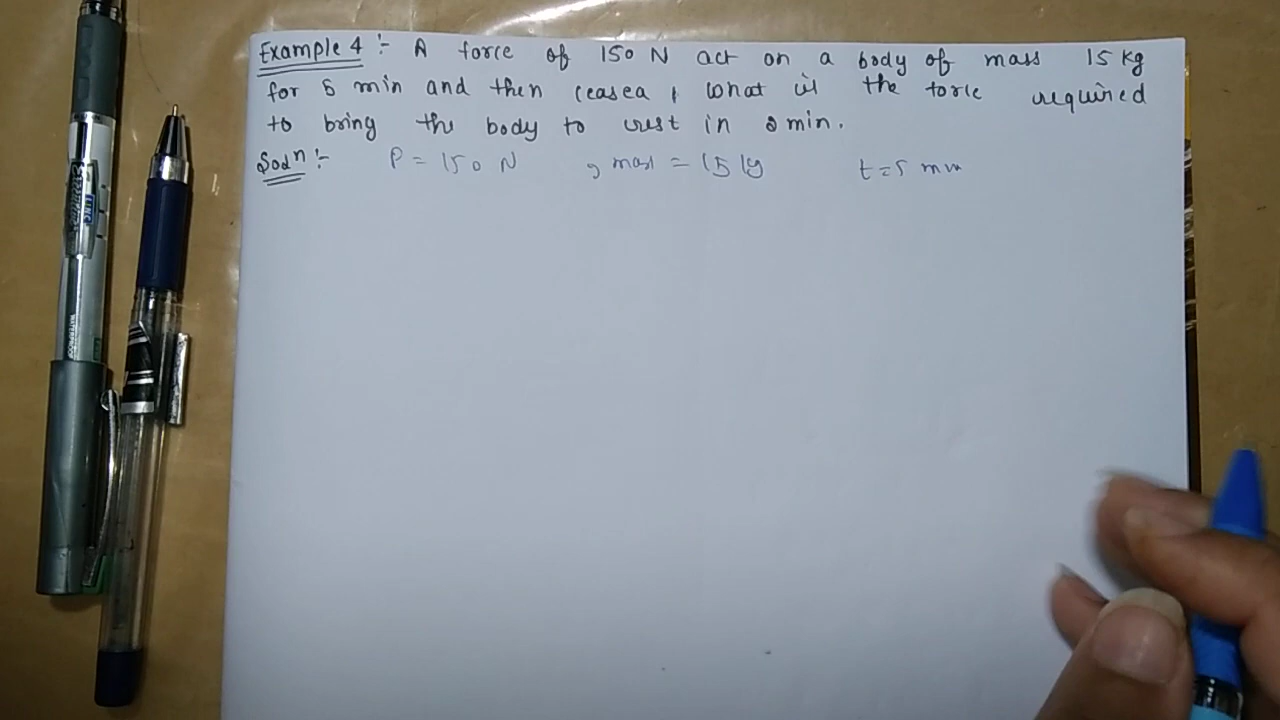 Example 4 :- A force of 150 N act on a body of mass 15 kg
for 5 min and then ceasea , what is the force required
to bring the body to rest in 2 min.
Solⁿ :- P = 150 N , mass = 15 kg t = 5 min